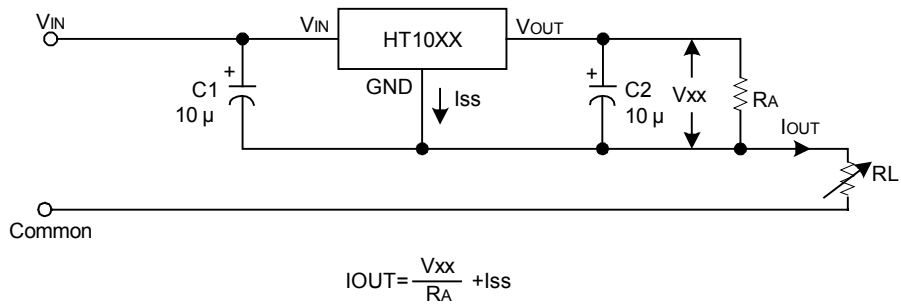 VIN
VIN
HT10XX
VOUT
C1
10 μ
+
GND
Iss
+
C2
10 μ
Vxx
RA
IOUT
RL
Common
IOUT=Vxx/RA +Iss